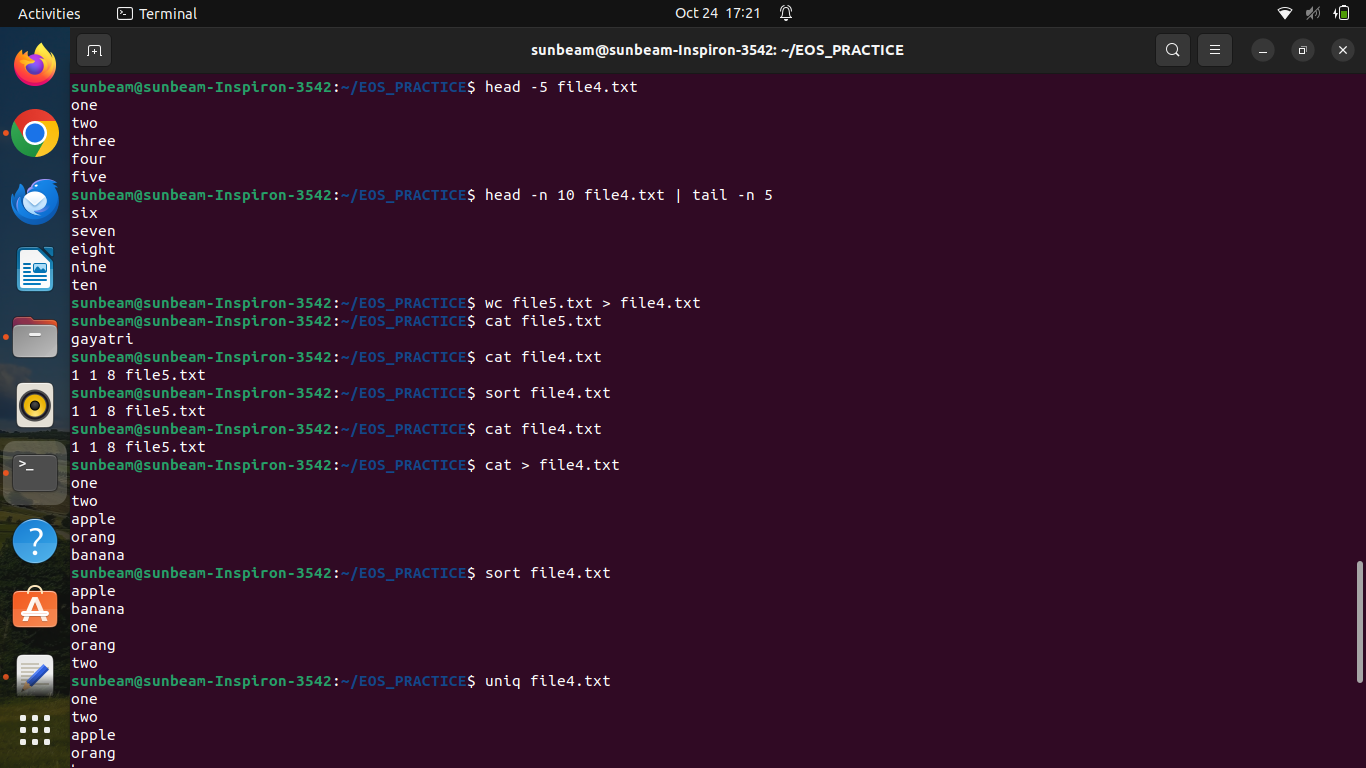 Activities
Terminal
Oct 24 17:21
sunbeam@sunbeam-Inspiron-3542: ~/EOS_PRACTICE
sunbeam@sunbeam-Inspiron-3542:~/EOS_PRACTICE$ head -5 file4.txt
one
two
three
four
five
sunbeam@sunbeam-Inspiron-3542:~/EOS_PRACTICE$ head -n 10 file4.txt | tail -n 5
six
seven
eight
nine
ten
sunbeam@sunbeam-Inspiron-3542:~/EOS_PRACTICE$ wc file5.txt > file4.txt
sunbeam@sunbeam-Inspiron-3542:~/EOS_PRACTICE$ cat file5.txt
gayatri
sunbeam@sunbeam-Inspiron-3542:~/EOS_PRACTICE$ cat file4.txt
1 1 8 file5.txt
sunbeam@sunbeam-Inspiron-3542:~/EOS_PRACTICE$ sort file4.txt
1 1 8 file5.txt
sunbeam@sunbeam-Inspiron-3542:~/EOS_PRACTICE$ cat file4.txt
1 1 8 file5.txt
sunbeam@sunbeam-Inspiron-3542:~/EOS_PRACTICE$ cat > file4.txt
one
two
apple
orang
banana
sunbeam@sunbeam-Inspiron-3542:~/EOS_PRACTICE$ sort file4.txt
apple
banana
one
orang
two
sunbeam@sunbeam-Inspiron-3542:~/EOS_PRACTICE$ uniq file4.txt
one
two
apple
orang